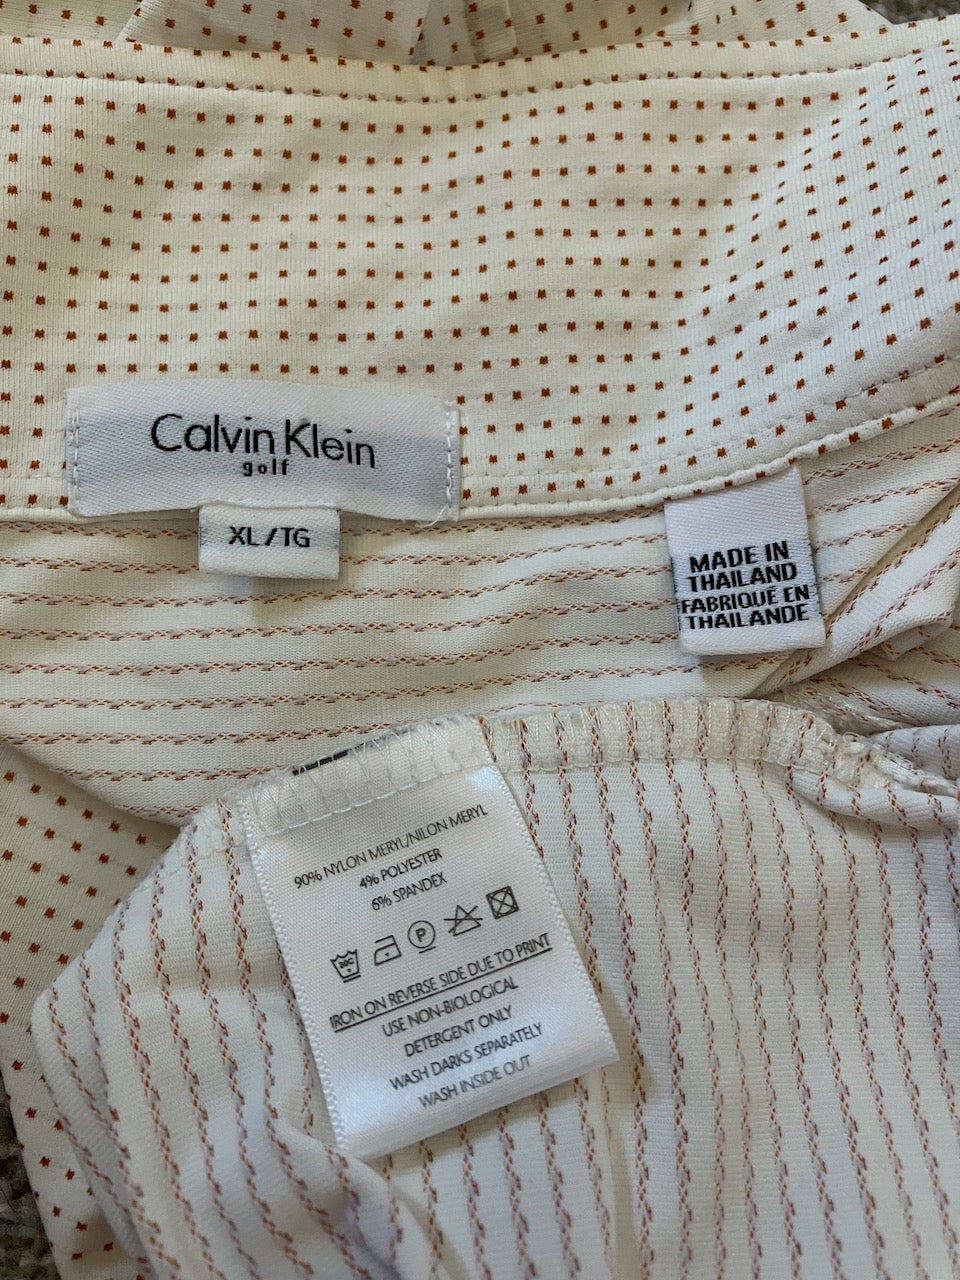 Calvin Klein
golf
XL/TG
MADE IN
THAILAND
FABRIQUÉ EN
THAILANDE
90% NYLON MERYL/NILON MERYL
4% POLYESTER
6% SPANDEX
P
IRON ON REVERSE SIDE DUE TO PRINT
USE NON-BIOLOGICAL
DETERGENT ONLY
WASH DARKS SEPARATELY
WASH INSIDE OUT